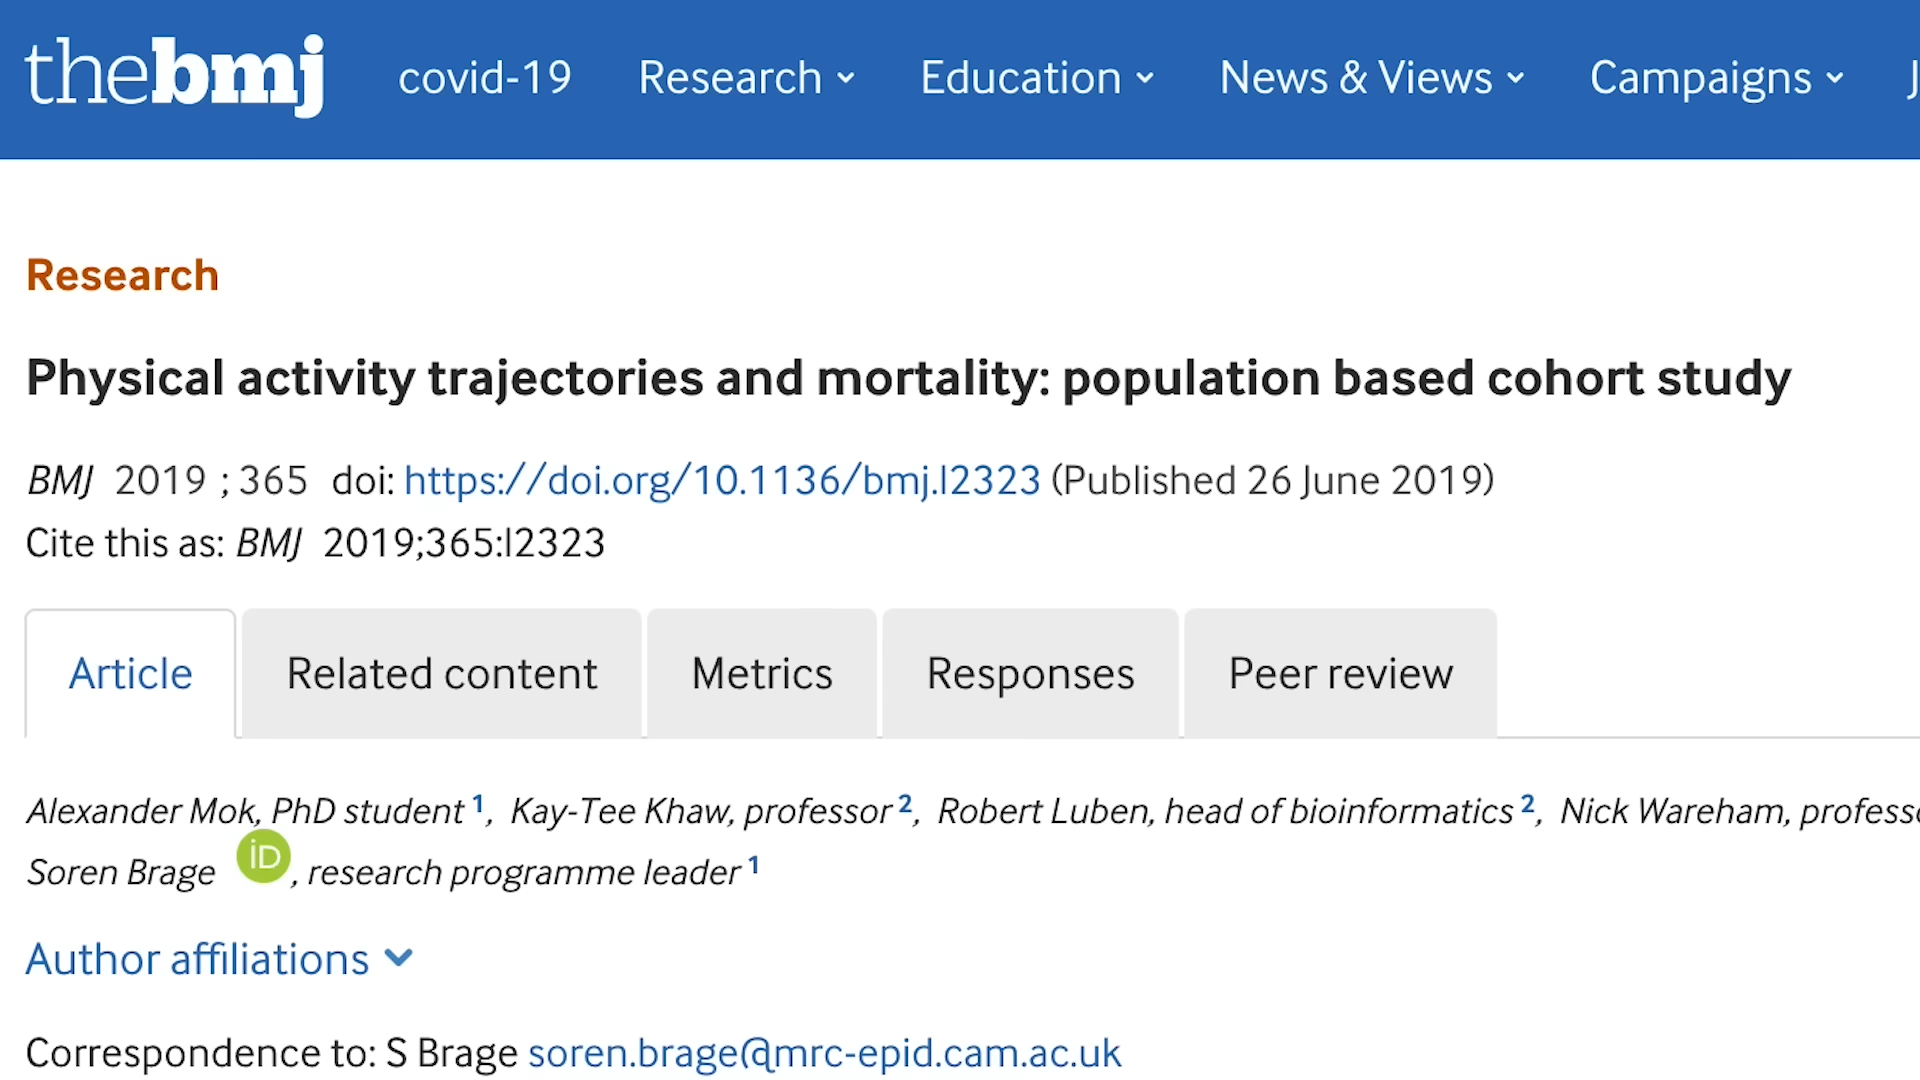 thebmj covid-19 Research Education News & Views Campaigns J
Research
Physical activity trajectories and mortality: population based cohort study
BMJ 2019 ; 365 doi: https://doi.org/10.1136/bmj.l2323 (Published 26 June 2019)
Cite this as: BMJ 2019;365:l2323
Article Related content Metrics Responses Peer review
Alexander Mok, PhD student 1, Kay-Tee Khaw, professor 2, Robert Luben, head of bioinformatics 2, Nick Wareham, profess
Soren Brage iD, research programme leader 1
Author affiliations
Correspondence to: S Brage soren.brage@mrc-epid.cam.ac.uk